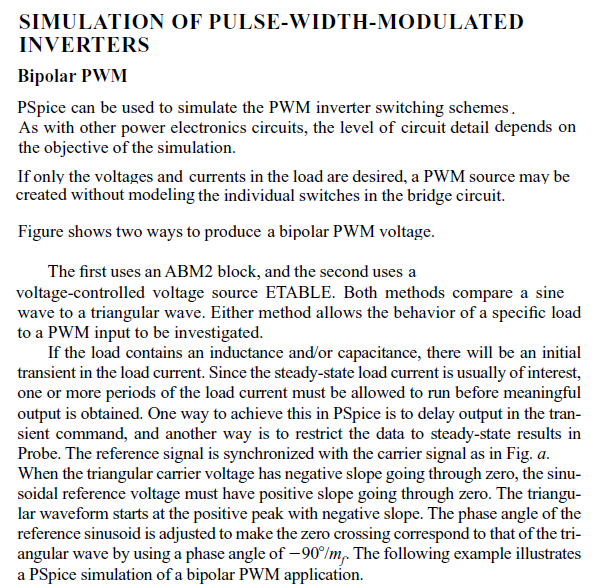 SIMULATION OF PULSE-WIDTH-MODULATED
INVERTERS
Bipolar PWM
PSpice can be used to simulate the PWM inverter switching schemes.
As with other power electronics circuits, the level of circuit detail depends on
the objective of the simulation.
If only the voltages and currents in the load are desired, a PWM source may be
created without modeling the individual switches in the bridge circuit.
Figure shows two ways to produce a bipolar PWM voltage.
The first uses an ABM2 block, and the second uses a
voltage-controlled voltage source ETABLE. Both methods compare a sine
wave to a triangular wave. Either method allows the behavior of a specific load
to a PWM input to be investigated.
If the load contains an inductance and/or capacitance, there will be an initial
transient in the load current. Since the steady-state load current is usually of interest,
one or more periods of the load current must be allowed to run before meaningful
output is obtained. One way to achieve this in PSpice is to delay output in the tran-
sient command, and another way is to restrict the data to steady-state results in
Probe. The reference signal is synchronized with the carrier signal as in Fig. a.
When the triangular carrier voltage has negative slope going through zero, the sinu-
soidal reference voltage must have positive slope going through zero. The triangu-
lar waveform starts at the positive peak with negative slope. The phase angle of the
reference sinusoid is adjusted to make the zero crossing correspond to that of the tri-
angular wave by using a phase angle of −90°/mf. The following example illustrates
a PSpice simulation of a bipolar PWM application.